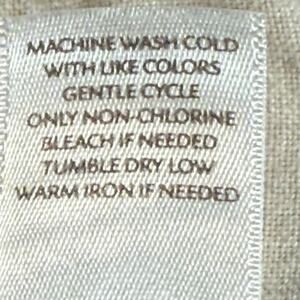 MACHINE WASH COLD
WITH LIKE COLORS
GENTLE CYCLE
ONLY NON-CHLORINE
BLEACH IF NEEDED
TUMBLE DRY LOW
WARM IRON IF NEEDED